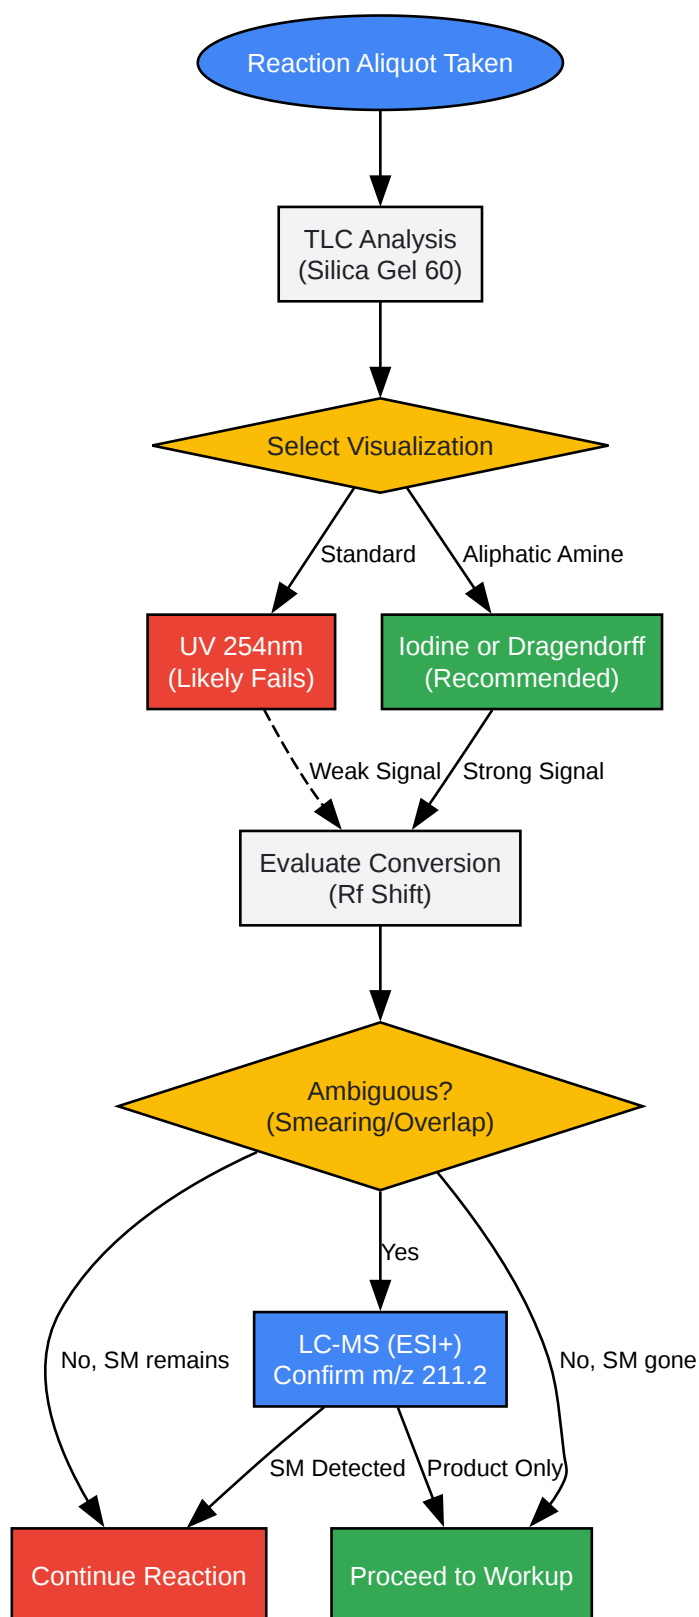 Reaction Aliquot Taken
TLC Analysis
(Silica Gel 60)
Select Visualization
Standard
Aliphatic Amine
UV 254nm
(Likely Fails)
Iodine or Dragendorff
(Recommended)
Weak Signal
Strong Signal
Evaluate Conversion
(Rf Shift)
Ambiguous?
(Smearing/Overlap)
Yes
No, SM remains
LC-MS (ESI+)
Confirm m/z 211.2
No, SM gone
SM Detected
Product Only
Continue Reaction
Proceed to Workup